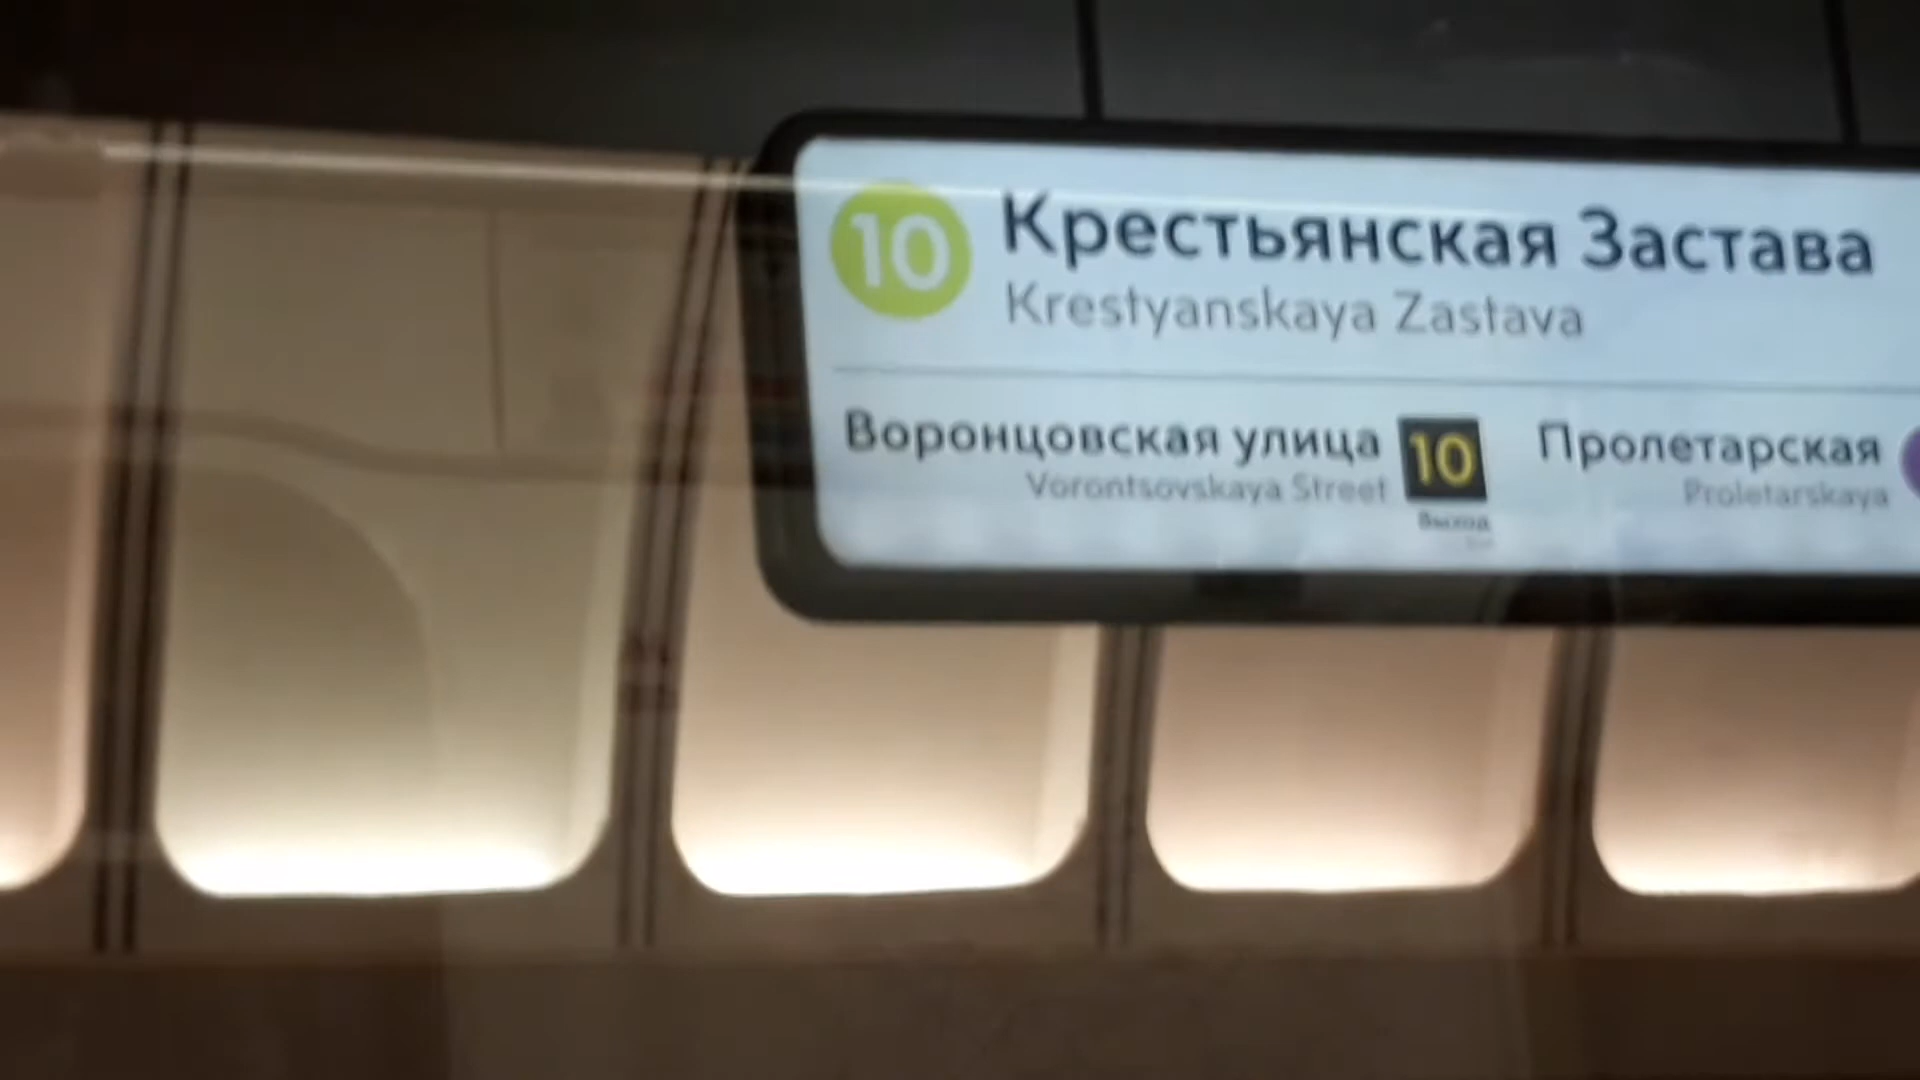 10 Крестьянская Застава
Krestyanskaya Zastava
Воронцовская улица 10 Пролетарская
Vorontsovskaya Street Proletarskaya
Выход